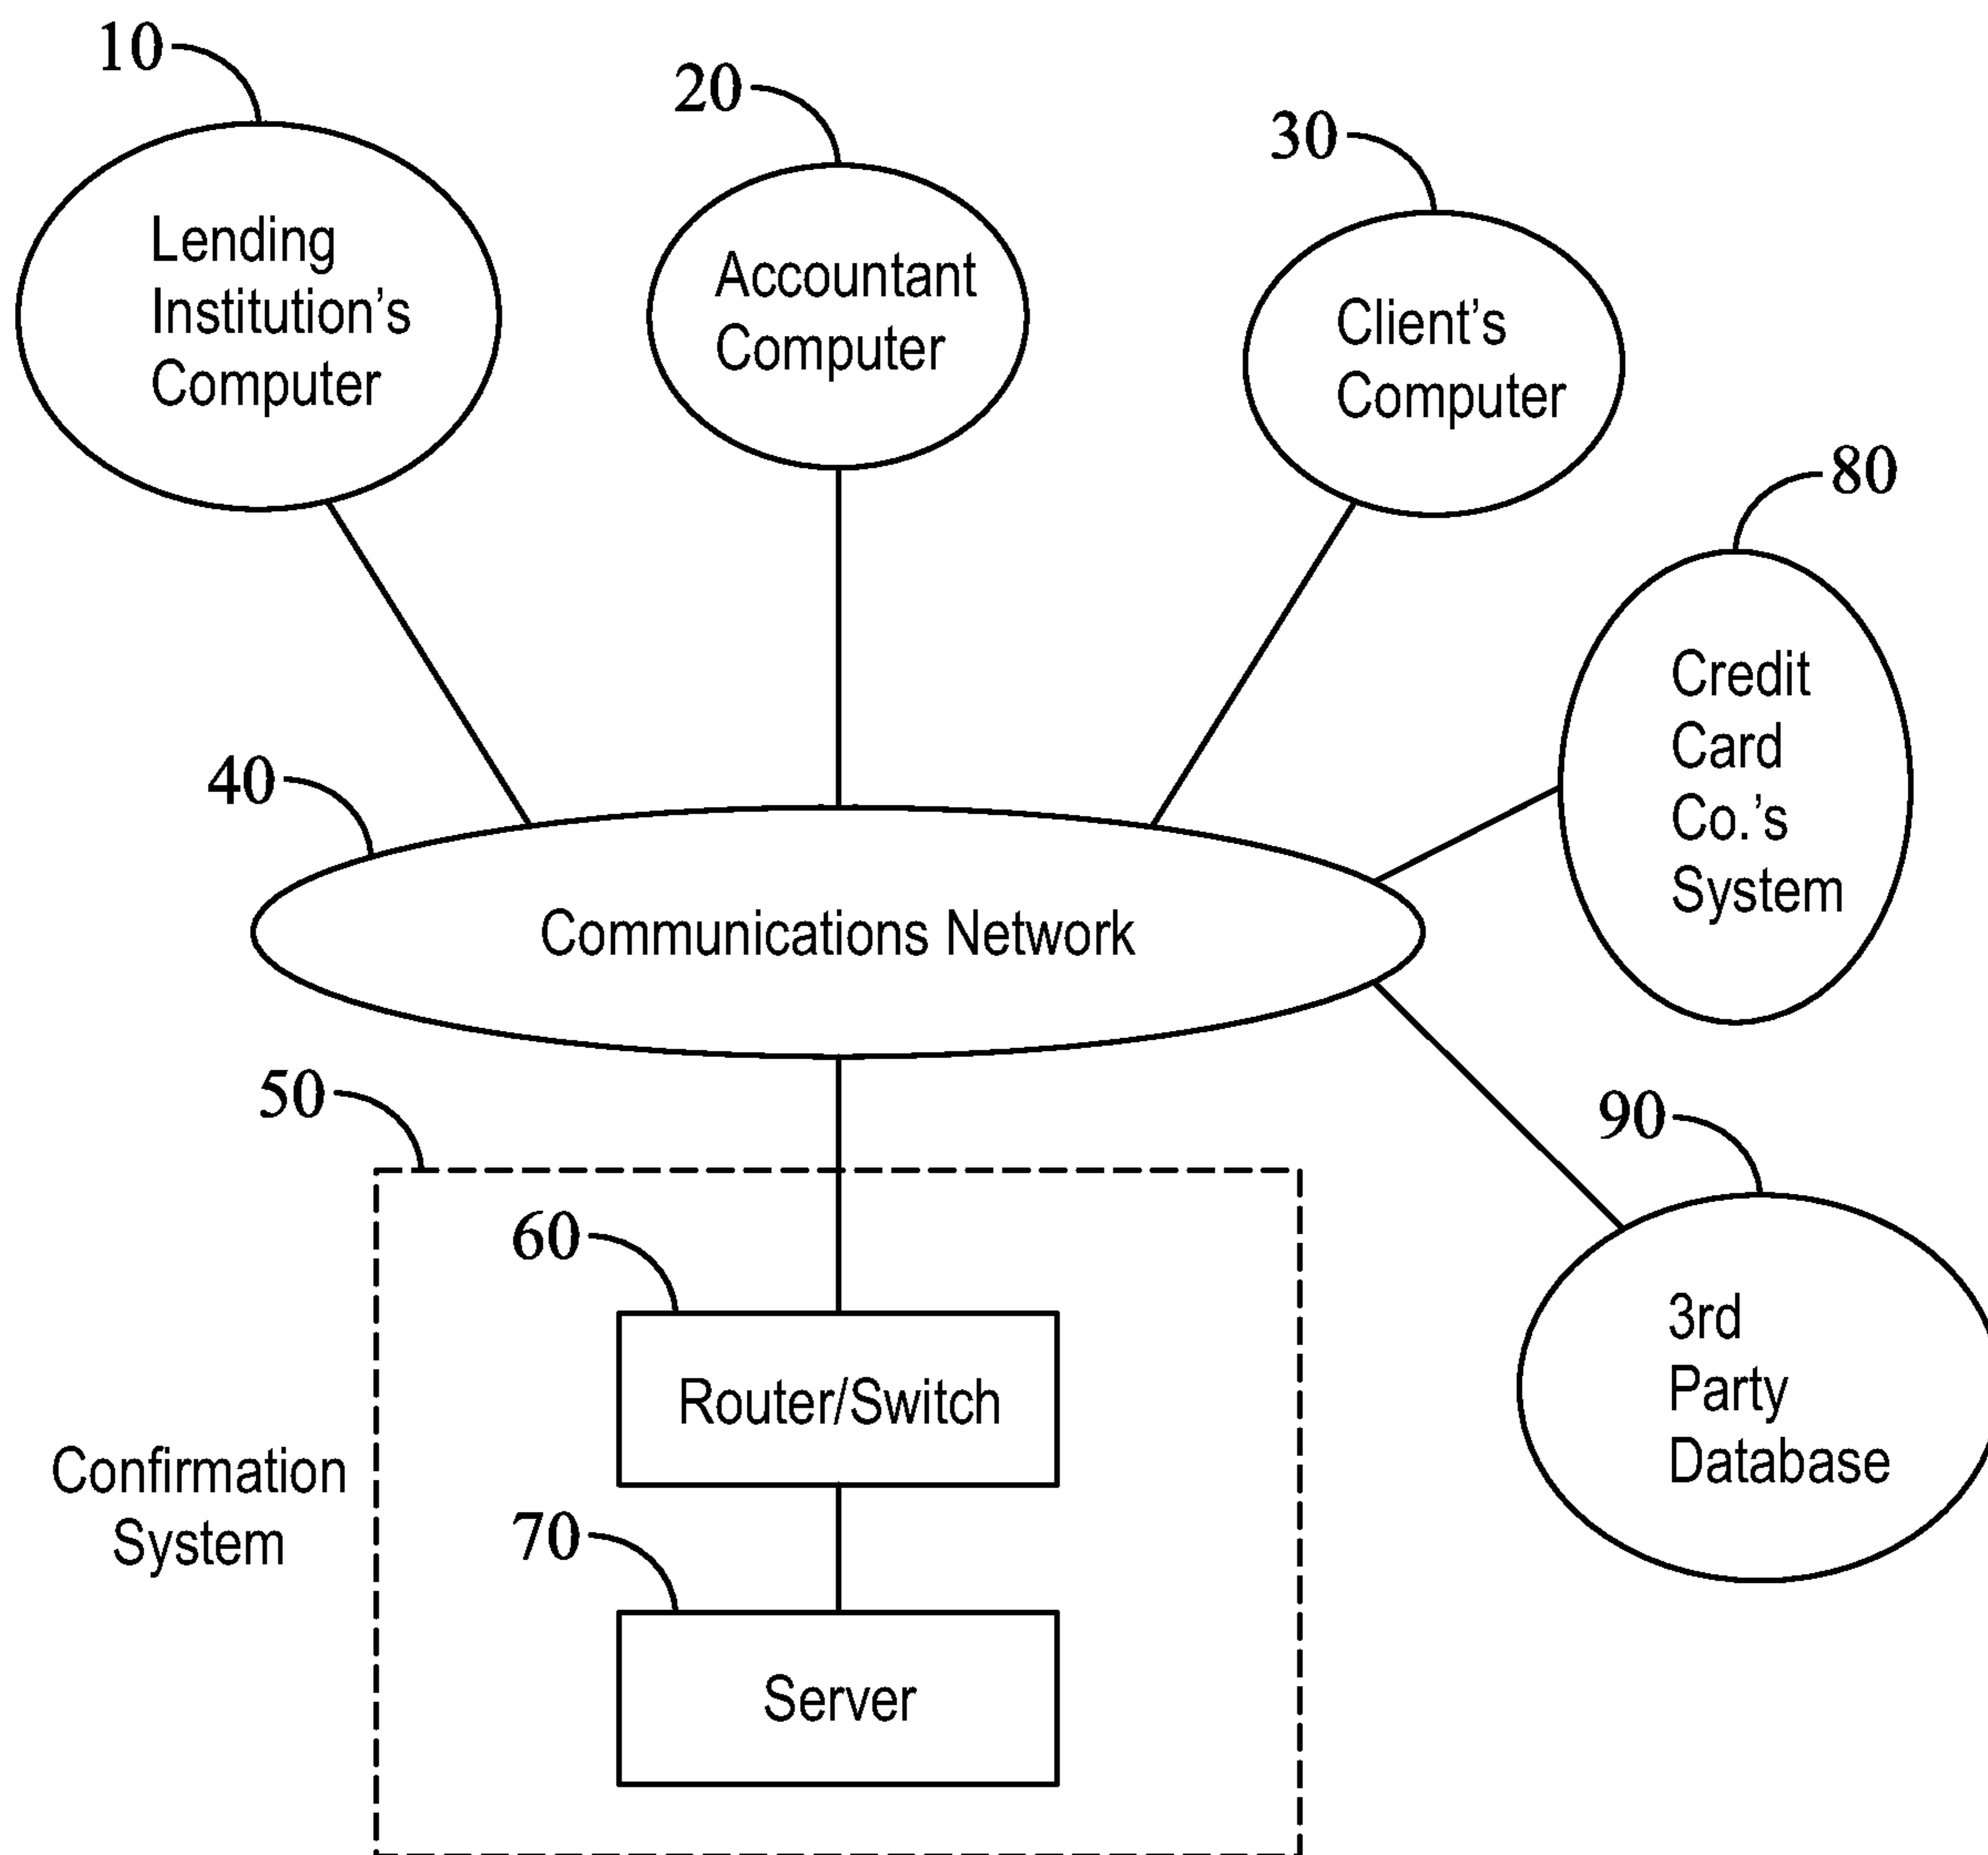 10
20
30
Lending
Institution's
Computer
Accountant
Computer
Client's
Computer
80
Credit
Card
Co.'s
System
40
Communications Network
50
90
60
3rd
Party
Database
Router/Switch
Confirmation
System
70
Server